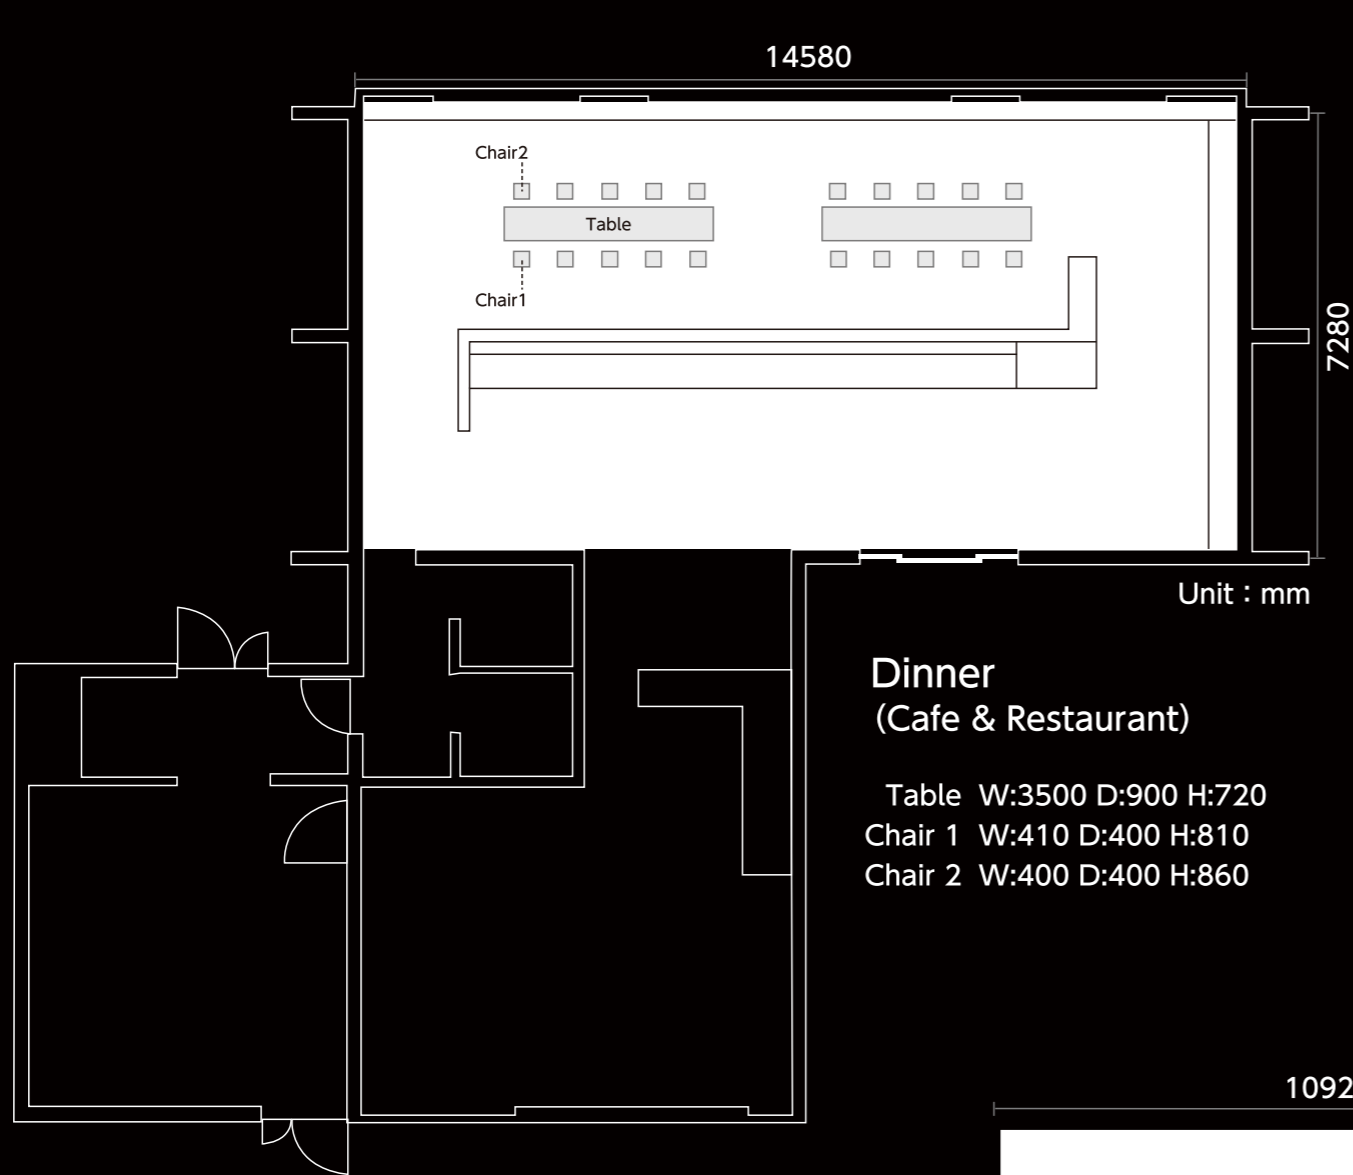 14580
Chair2
Table
Chair1
7280
Unit：mm
Dinner
（Cafe & Restaurant）
Table W:3500 D:900 H:720
Chair 1 W:410 D:400 H:810
Chair 2 W:400 D:400 H:860
1092